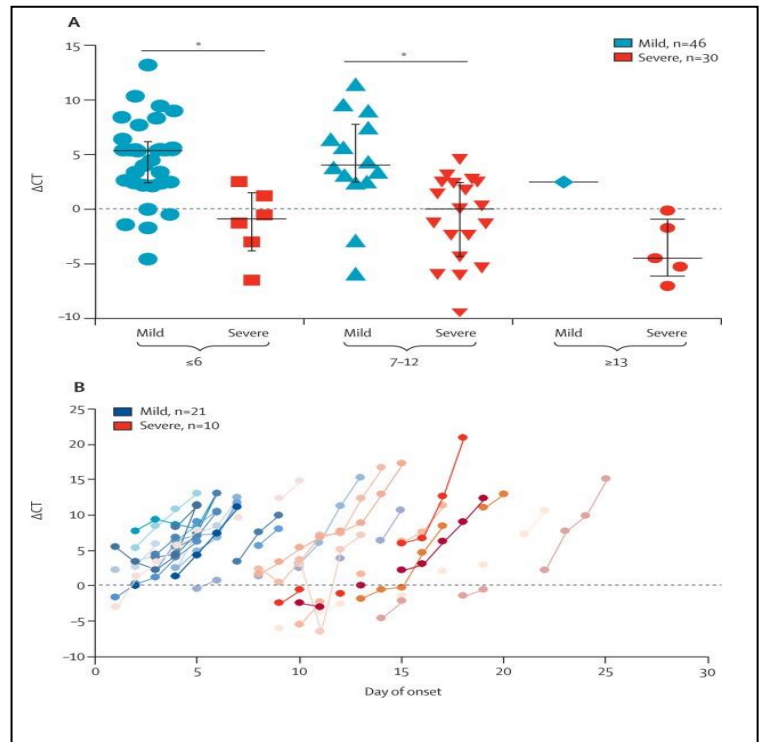 A
15
10
5
0
−5
−10
ΔCT
*
*
Mild, n=46
Severe, n=30
Mild Severe Mild Severe Mild Severe
≤6 7–12 ≥13
B
25
20
15
10
5
0
−5
−10
ΔCT
Mild, n=21
Severe, n=10
0 5 10 15 20 25 30
Day of onset